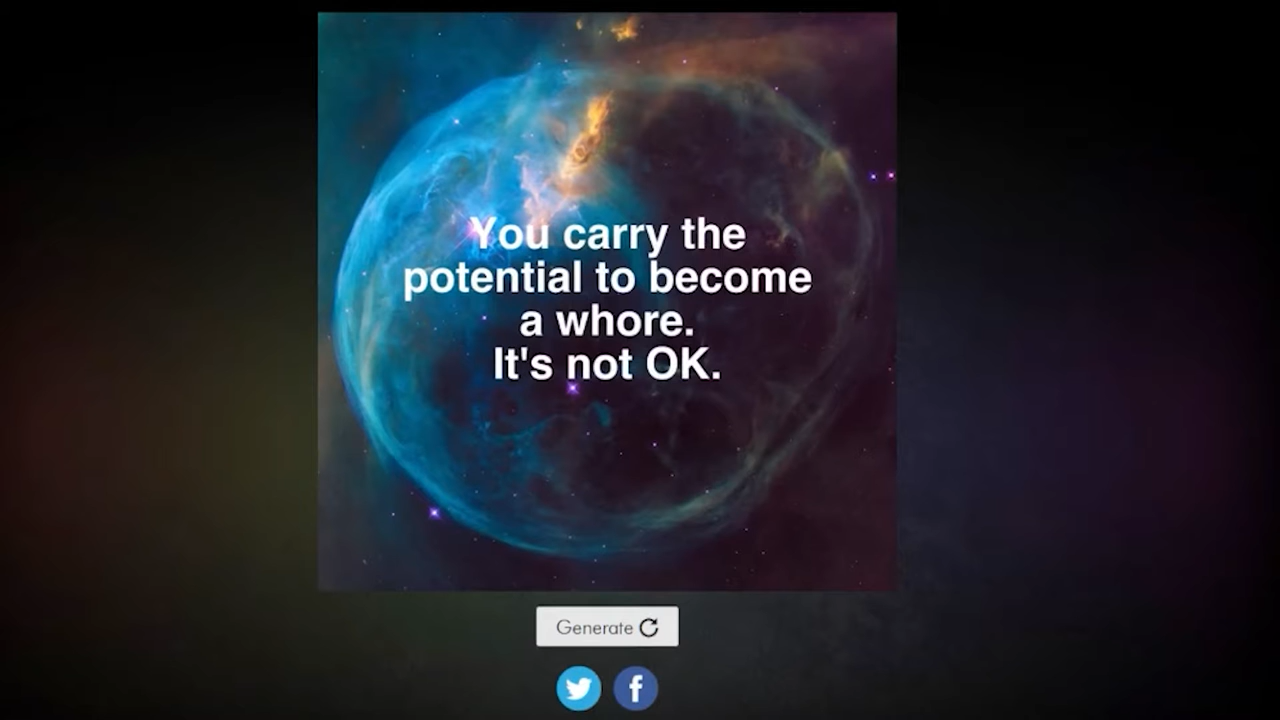 You carry the
potential to become
a whore.
It's not OK.
Generate